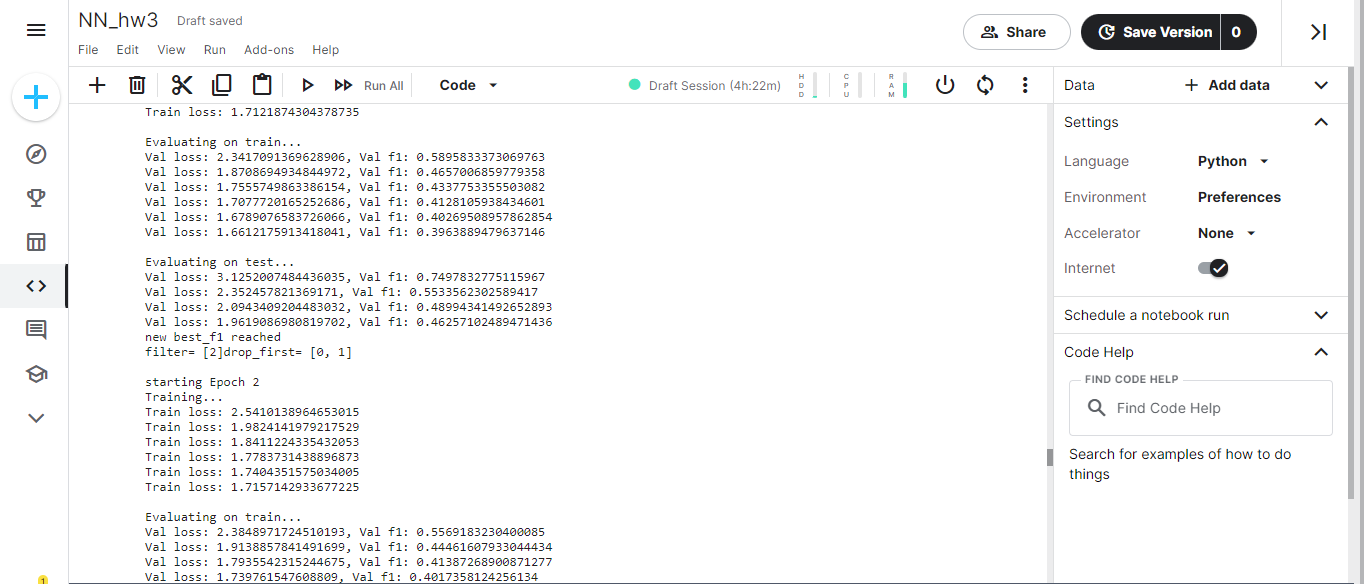 NN_hw3 Draft saved
File Edit View Run Add-ons Help
Share
Save Version 0
Run All
Code
Draft Session (4h:22m)
HDD
CPU
RAM
Train loss: 1.7121874304378735
Evaluating on train...
Val loss: 2.3417091369628906, Val f1: 0.5895833373069763
Val loss: 1.8708694934844972, Val f1: 0.4657006859779358
Val loss: 1.7555749863386154, Val f1: 0.4337753355503082
Val loss: 1.7077720165252686, Val f1: 0.4128105938434601
Val loss: 1.6789076583726066, Val f1: 0.40269508957862854
Val loss: 1.6612175913418041, Val f1: 0.3963889479637146
Evaluating on test...
Val loss: 3.1252007484436035, Val f1: 0.7497832775115967
Val loss: 2.352457821369171, Val f1: 0.5533562302589417
Val loss: 2.0943409204483032, Val f1: 0.48994341492652893
Val loss: 1.9619086980819702, Val f1: 0.46257102489471436
new best_f1 reached
filter= [2]drop_first= [0, 1]
starting Epoch 2
Training...
Train loss: 2.5410138964653015
Train loss: 1.9824141979217529
Train loss: 1.8411224335432053
Train loss: 1.7783731438896873
Train loss: 1.7404351575034005
Train loss: 1.7157142933677225
Evaluating on train...
Val loss: 2.3848971724510193, Val f1: 0.5569183230400085
Val loss: 1.9138857841491699, Val f1: 0.44461607933044434
Val loss: 1.7935542315244675, Val f1: 0.41387268900871277
Val loss: 1.739761547608809, Val f1: 0.4017358124256134
Data
Add data
Settings
Language Python
Environment Preferences
Accelerator None
Internet
Schedule a notebook run
Code Help
FIND CODE HELP
Find Code Help
Search for examples of how to do
things
1